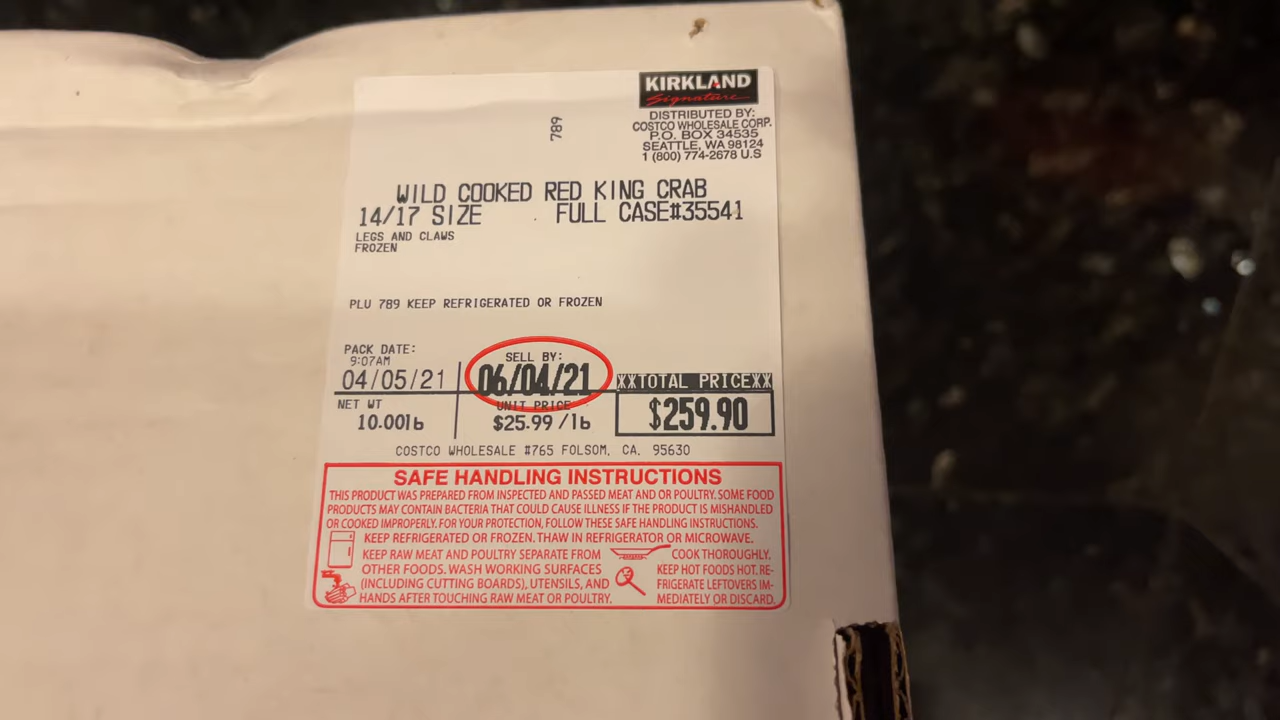 KIRKLAND
Signature
DISTRIBUTED BY:
COSTCO WHOLESALE CORP.
P.O. BOX 34535
SEATTLE, WA 98124
1 (800) 774-2678 U.S
789
WILD COOKED RED KING CRAB
14/17 SIZE . FULL CASE#35541
LEGS AND CLAWS
FROZEN
PLU 789 KEEP REFRIGERATED OR FROZEN
PACK DATE:
9:07AM
04/05/21
SELL BY:
06/04/21
**TOTAL PRICE**
$259.90
NET WT
10.00lb
UNIT PRICE
$25.99 /lb
COSTCO WHOLESALE #765 FOLSOM, CA. 95630
SAFE HANDLING INSTRUCTIONS
THIS PRODUCT WAS PREPARED FROM INSPECTED AND PASSED MEAT AND OR POULTRY. SOME FOOD
PRODUCTS MAY CONTAIN BACTERIA THAT COULD CAUSE ILLNESS IF THE PRODUCT IS MISHANDLED
OR COOKED IMPROPERLY. FOR YOUR PROTECTION, FOLLOW THESE SAFE HANDLING INSTRUCTIONS.
KEEP REFRIGERATED OR FROZEN. THAW IN REFRIGERATOR OR MICROWAVE.
KEEP RAW MEAT AND POULTRY SEPARATE FROM
OTHER FOODS. WASH WORKING SURFACES
(INCLUDING CUTTING BOARDS), UTENSILS, AND
HANDS AFTER TOUCHING RAW MEAT OR POULTRY.
COOK THOROUGHLY.
KEEP HOT FOODS HOT. RE-
FRIGERATE LEFTOVERS IM-
MEDIATELY OR DISCARD.